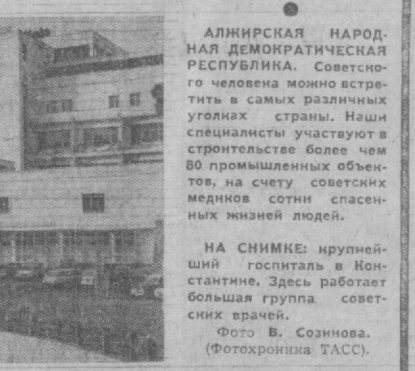 АЛЖИРСКАЯ НАРОД-
НАЯ ДЕМОКРАТИЧЕСКАЯ
РЕСПУБЛИКА. Советско-
го человека можно встре-
тить в самых различных
уголках страны. Наши
специалисты участвуют в
строительстве более чем
80 промышленных объек-
тов, на счету советских
медиков сотни спасен-
ных жизней людей.
НА СНИМКЕ: крупней-
ший госпиталь в Кон-
стантине. Здесь работает
большая группа совет-
ских врачей.
Фото В. Созинова.
(Фотохроника ТАСС).